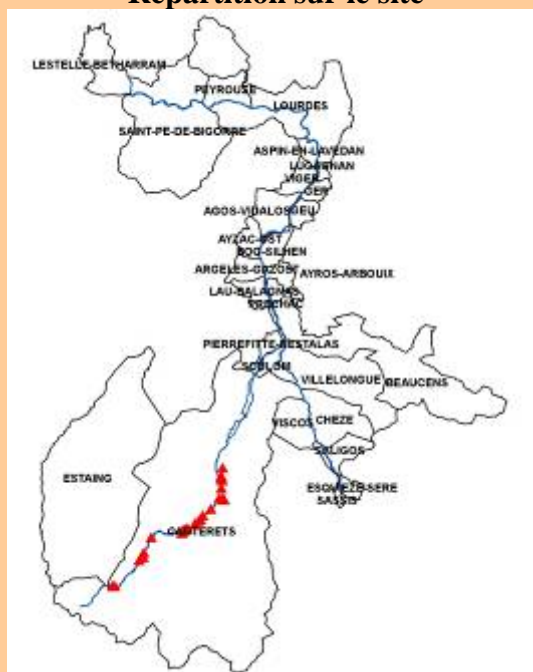 Répartition sur le site
LESTELLE-BETHARRAM
PEYROUSE
LOURDES
SAINT-PE-DE-BIGORRE
ASPIN-EN-LAVEDAN
LUGAGNAN
VIGER
GER
AGOS-VIDALOS
GEU
AYZAC-OST
BOO-SILHEN
ARGELES-GAZOST
AYROS-ARBOUIX
LAU-BALAGNAS
PIERREFITTE-NESTALAS
SOULOM
VILLELONGUE
BEAUCENS
VISCOS
CHEZE
SALIGOS
ESTAING
ESQUIEZE-SERE
SASSIS
CAUTERETS